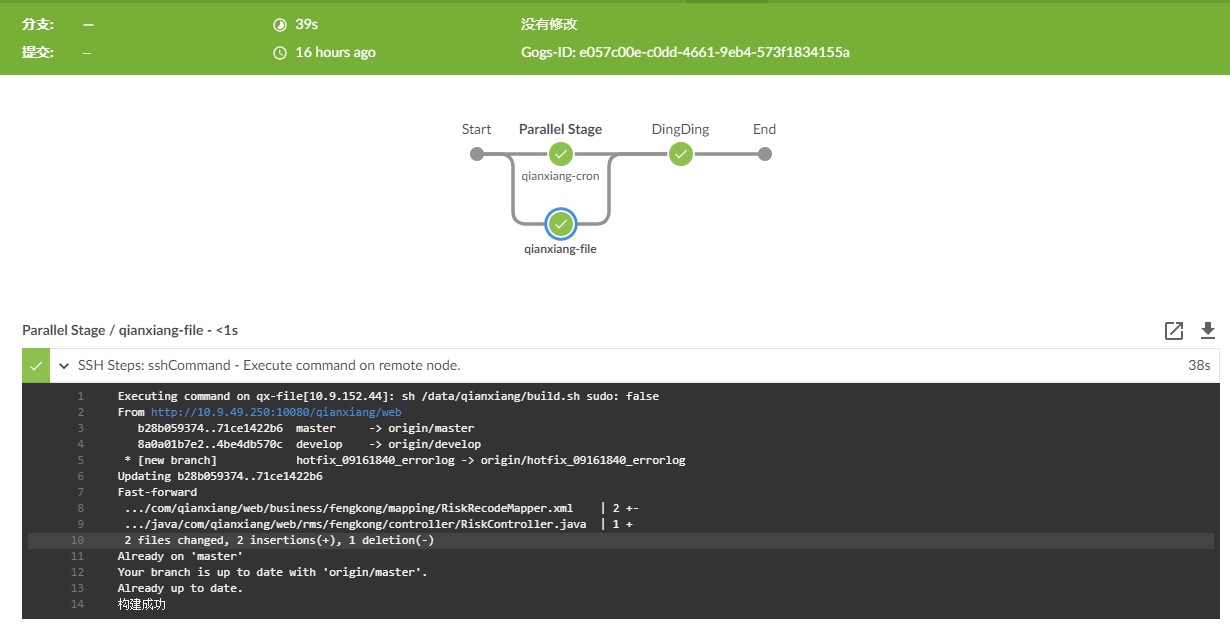 分支: — 39s 没有修改
提交: – 16 hours ago Gogs-ID: e057c00e-c0dd-4661-9eb4-573f1834155a
Start Parallel Stage DingDing End
qianxiang-cron
qianxiang-file
Parallel Stage / qianxiang-file - <1s
SSH Steps: sshCommand - Execute command on remote node. 38s
1 Executing command on qx-file[10.9.152.44]: sh /data/qianxiang/build.sh sudo: false
2 From http://10.9.49.250:10080/qianxiang/web
3 b28b059374..71ce1422b6 master -> origin/master
4 8a0a01b7e2..4be4db570c develop -> origin/develop
5 * [new branch] hotfix_09161840_errorlog -> origin/hotfix_09161840_errorlog
6 Updating b28b059374..71ce1422b6
7 Fast-forward
8 .../com/qianxiang/web/business/fengkong/mapping/RiskRecodeMapper.xml | 2 +-
9 .../java/com/qianxiang/web/rms/fengkong/controller/RiskController.java | 1 +
10 2 files changed, 2 insertions(+), 1 deletion(-)
11 Already on 'master'
12 Your branch is up to date with 'origin/master'.
13 Already up to date.
14 构建成功